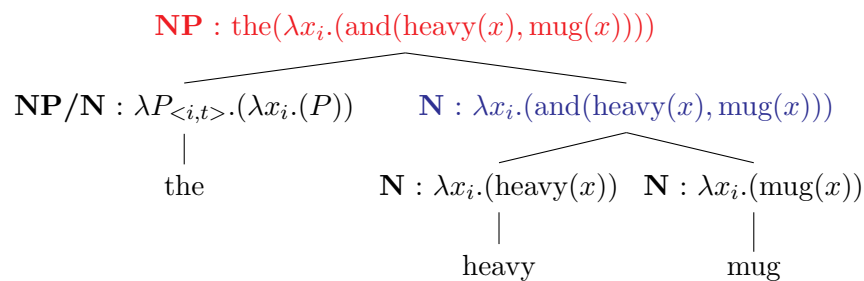 NP : the(λx_i.(and(heavy(x), mug(x))))
NP/N : λP_{<i,t>}.(λx_i.(P)) N : λx_i.(and(heavy(x), mug(x)))
the N : λx_i.(heavy(x)) N : λx_i.(mug(x))
heavy mug